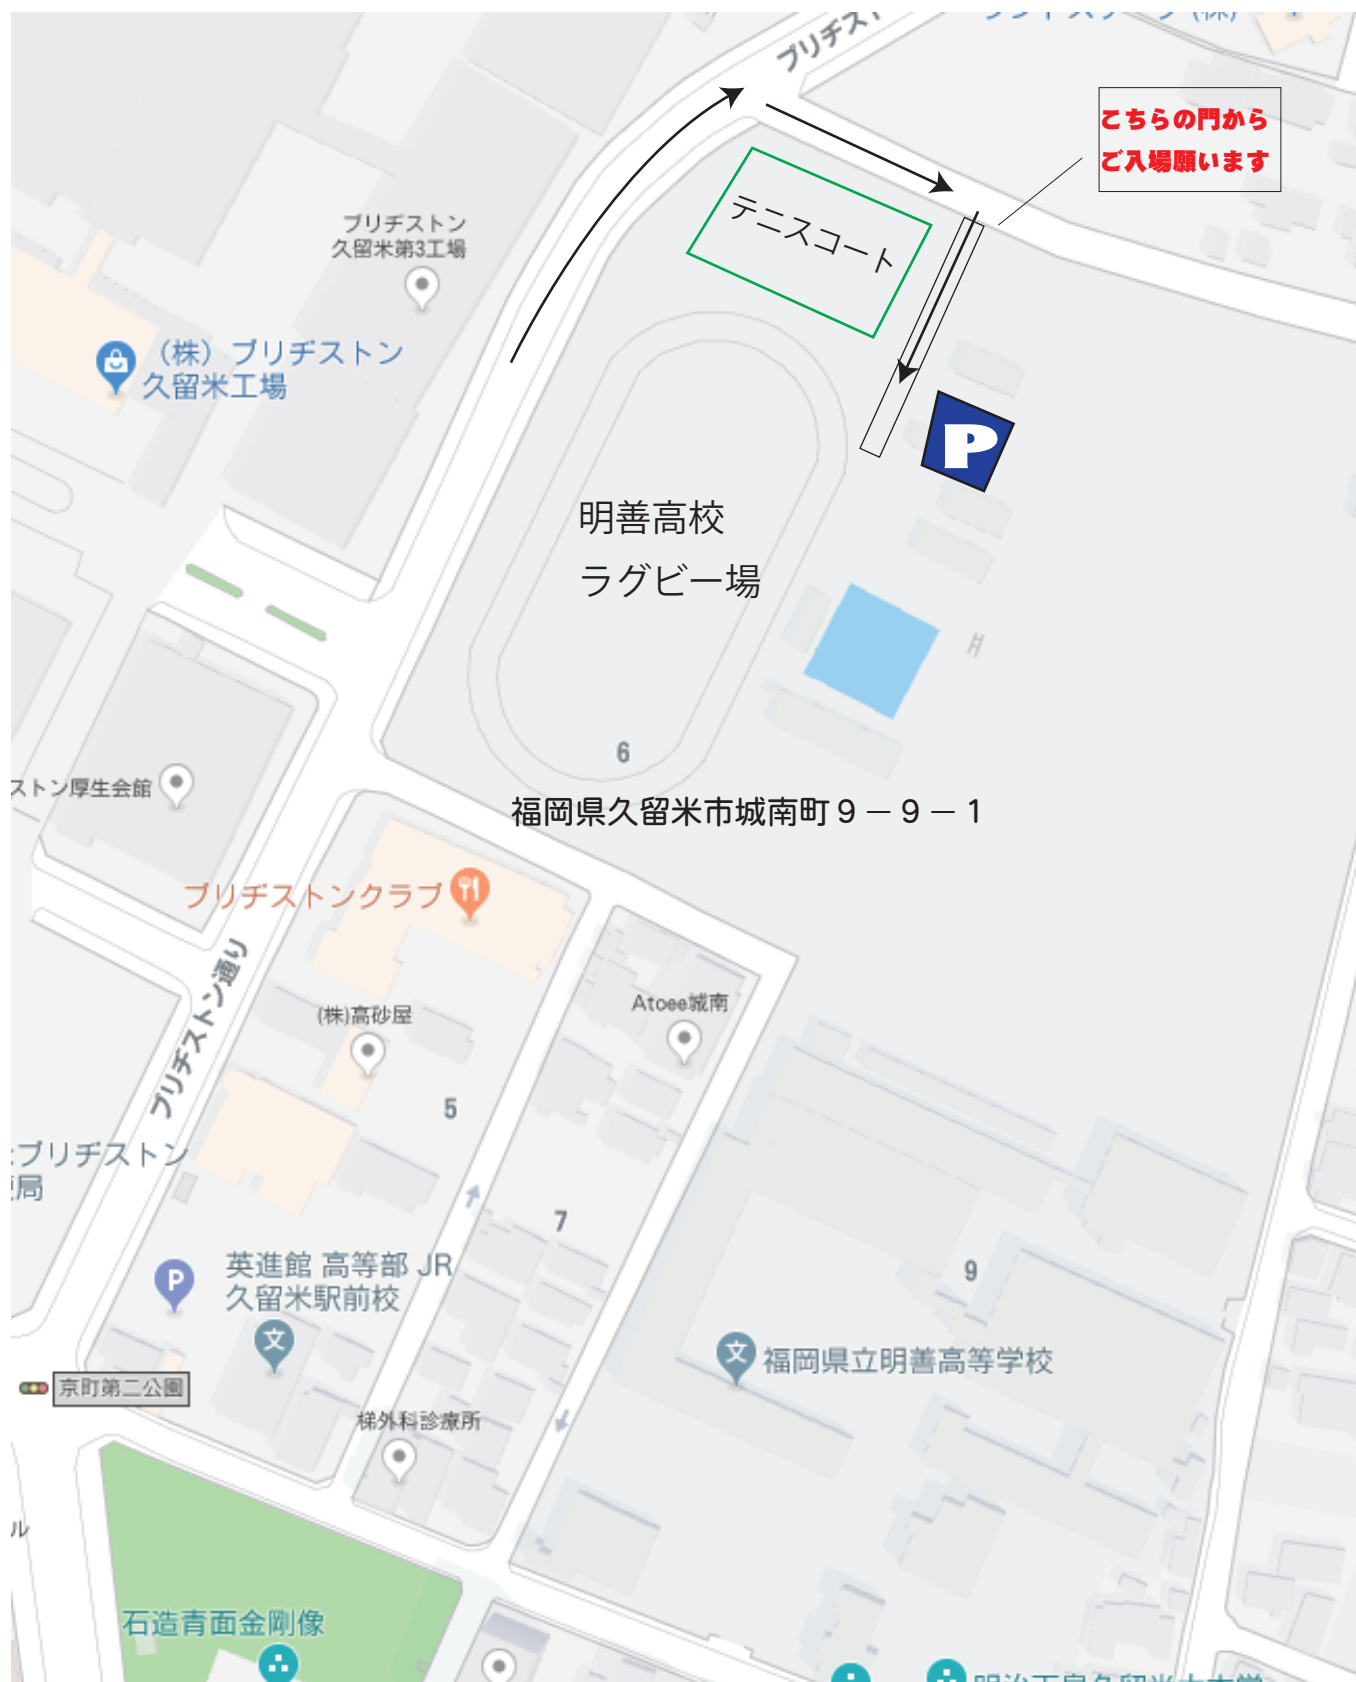 ブリヂスト
こちらの門から
ご入場願います
テニスコート
ブリヂストン
久留米第3工場
（株）ブリヂストン
久留米工場
P
明善高校
ラグビー場
6
ストン厚生会館
福岡県久留米市城南町９－９－１
ブリヂストンクラブ
ブリヂストン通り
(株)高砂屋
Atoee城南
5
ブリヂストン
局
7
英進館 高等部 JR
久留米駅前校
P
文
9
文
福岡県立明善高等学校
京町第二公園
梯外科診療所
ル
石造青面金剛像